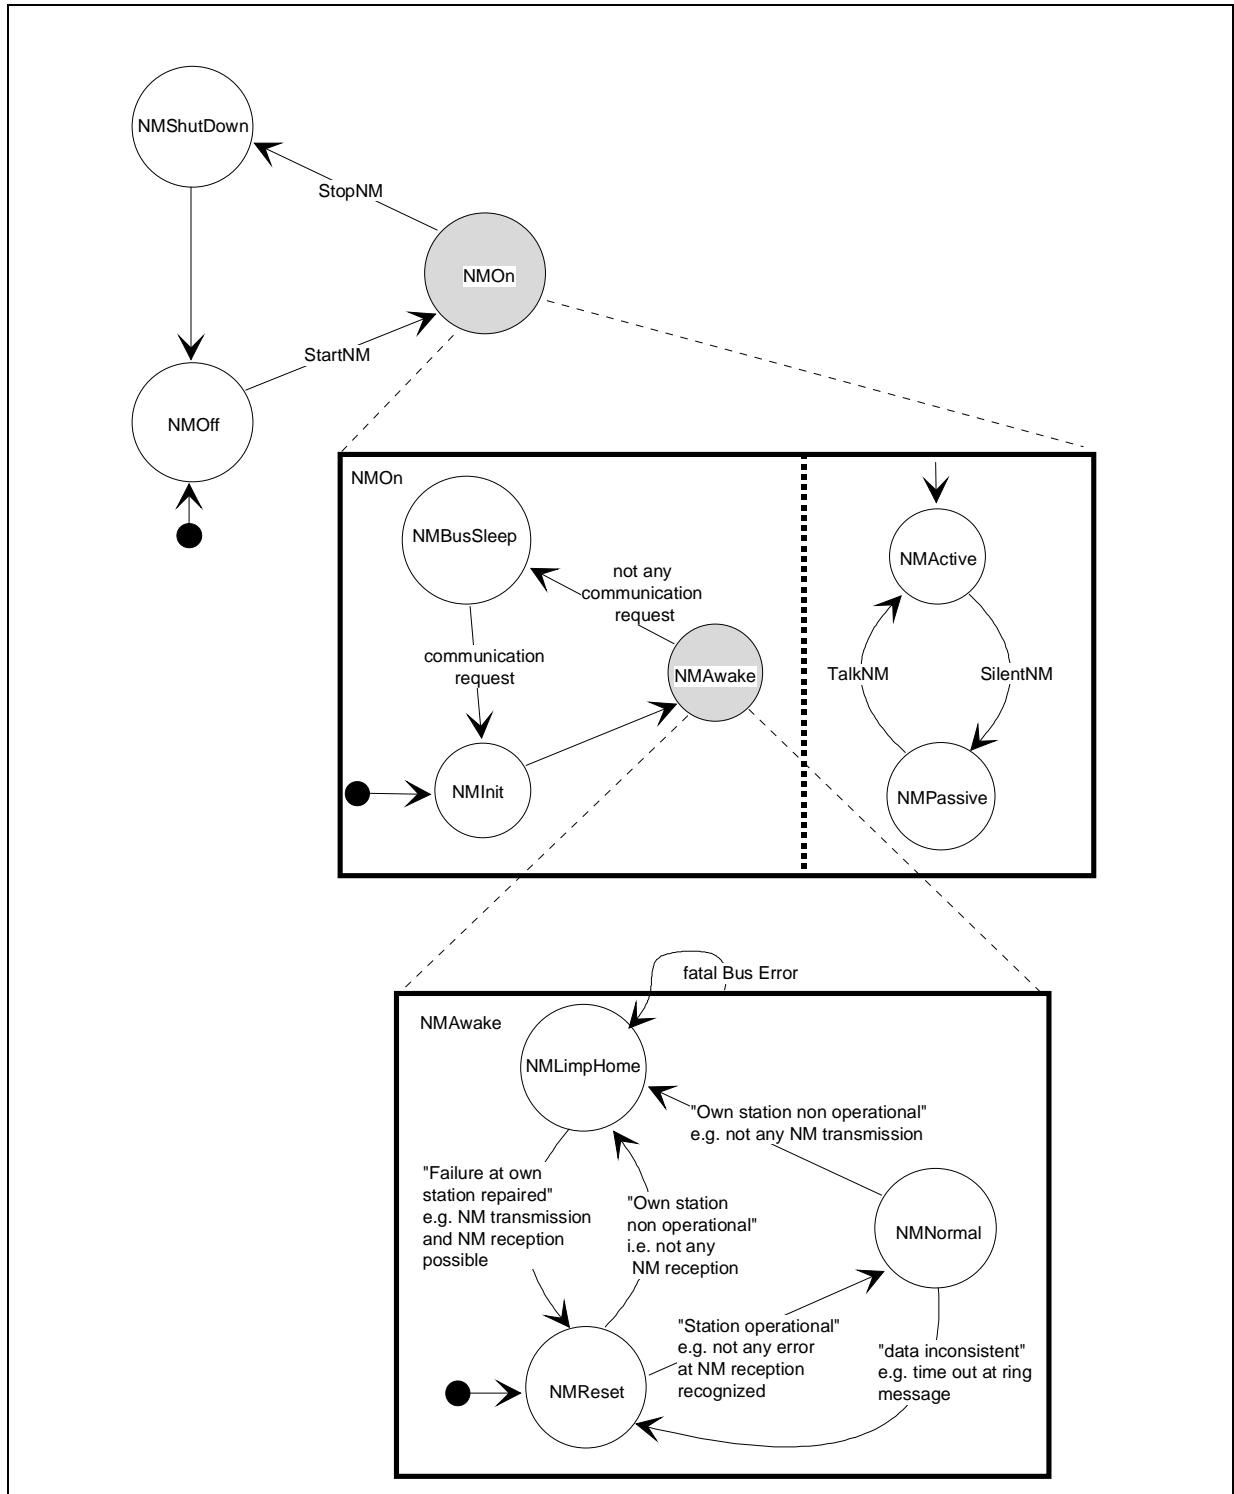 NMShutDown
StopNM
NMOn
StartNM
NMOff
NMOn
NMBusSleep
not any
communication
request
communication
request
NMAwake
NMInit
NMActive
TalkNM
SilentNM
NMPassive
fatal Bus Error
NMAwake
NMLimpHome
"Own station non operational"
e.g. not any NM transmission
"Failure at own
station repaired"
e.g. NM transmission
and NM reception
possible
"Own station
non operational"
i.e. not any
NM reception
NMNormal
"Station operational"
e.g. not any error
at NM reception
recognized
"data inconsistent"
e.g. time out at ring
message
NMReset